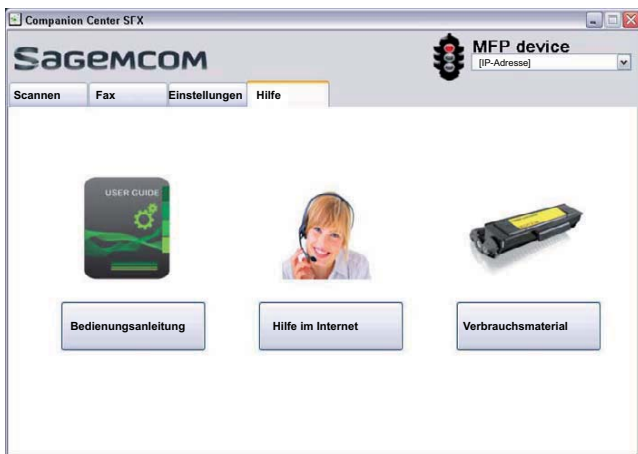 Companion Center SFX
Sagemcom
MFP device
[IP-Adresse]
Scannen Fax Einstellungen Hilfe
USER GUIDE
Bedienungsanleitung Hilfe im Internet Verbrauchsmaterial